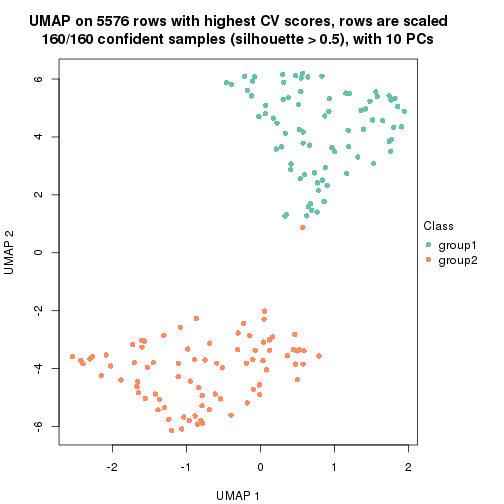 UMAP on 5576 rows with highest CV scores, rows are scaled
160/160 confident samples (silhouette > 0.5), with 10 PCs
6
4
2
0
-2
-4
-6
UMAP 2
Class
group1
group2
-2 -1 0 1 2
UMAP 1